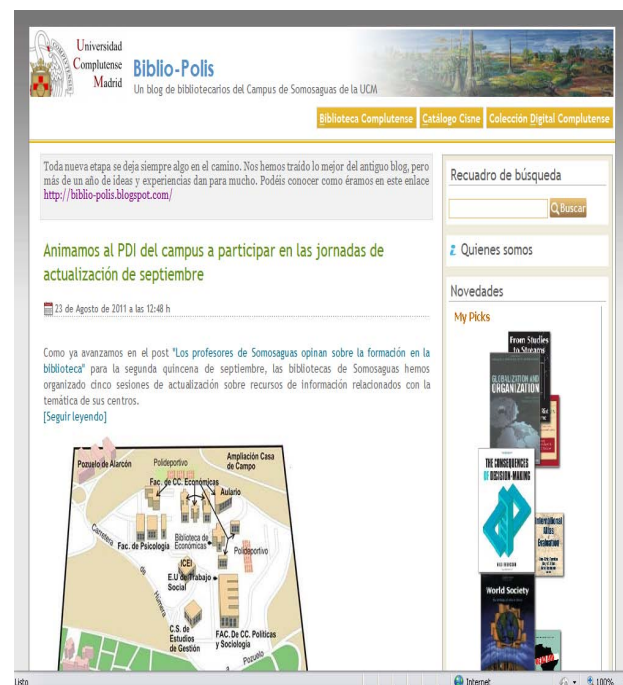 Universidad
Complutense
Madrid
Biblio-Polis
Un blog de bibliotecarios del Campus de Somosaguas de la UCM
Biblioteca Complutense
Catálogo Cisne
Colección Digital Complutense
Toda nueva etapa se deja siempre algo en el camino. Nos hemos traído lo mejor del antiguo blog, pero
más de un año de ideas y experiencias dan para mucho. Podéis conocer como éramos en este enlace
http://biblio-polis.blogspot.com/
Animamos al PDI del campus a participar en las jornadas de
actualización de septiembre
23 de Agosto de 2011 a las 12:48 h
Como ya avanzamos en el post "Los profesores de Somosaguas opinan sobre la formación en la
biblioteca" para la segunda quincena de septiembre, las bibliotecas de Somosaguas hemos
organizado cinco sesiones de actualización sobre recursos de información relacionados con la
temática de sus centros.
[Seguir leyendo]
Pozuelo de Alarcón
Polideportivo
Ampliación Casa
de Campo
Fac. de CC. Económicas
Aulario
Carretera
de
Húmera
Fac. de Psicología
Biblioteca de
Económicas
Polideportivo
ICEI
E.U de Trabajo
Social
C.S. de
Estudios
de Gestión
FAC. De CC. Políticas
y Sociología
a
Pozuelo
Recuadro de búsqueda
Buscar
Quienes somos
Novedades
My Picks
From Studies
to Streams
GLOBALIZATION AND
ORGANIZATION
THE CONSEQUENCES
OF DECISION-MAKING
International
Atlas
Evaluation
World Society
Listo
Internet
100%